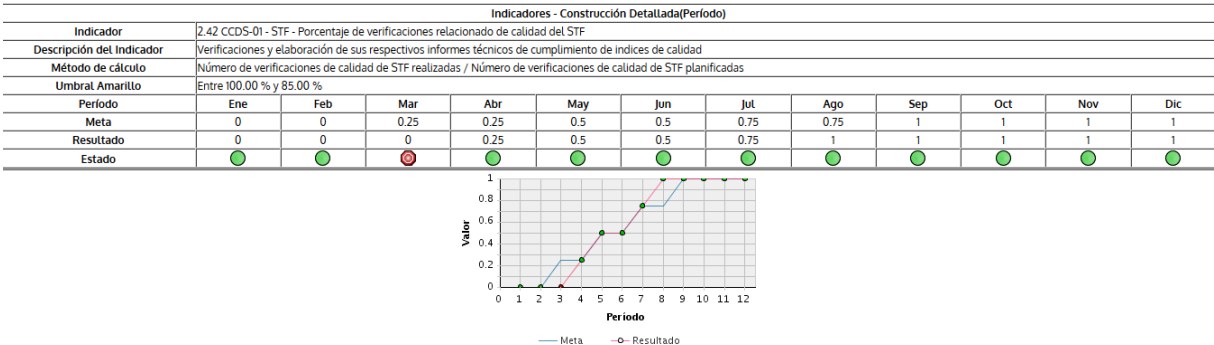 Indicadores - Construcción Detallada(Período)
Indicador 2.42 CCDS-01 - STF - Porcentaje de verificaciones relacionado de calidad del STF
Descripción del Indicador Verificaciones y elaboración de sus respectivos informes técnicos de cumplimiento de indices de calidad
Método de cálculo Número de verificaciones de calidad de STF realizadas / Número de verificaciones de calidad de STF planificadas
Umbral Amarillo Entre 100.00 % y 85.00 %
Período Ene Feb Mar Abr May Jun Jul Ago Sep Oct Nov Dic
Meta 0 0 0.25 0.25 0.5 0.5 0.75 0.75 1 1 1 1
Resultado 0 0 0 0.25 0.5 0.5 0.75 1 1 1 1 1
Estado
1
0.8
0.6
0.4
0.2
0
Valor
0 1 2 3 4 5 6 7 8 9 10 11 12
Período
Meta Resultado